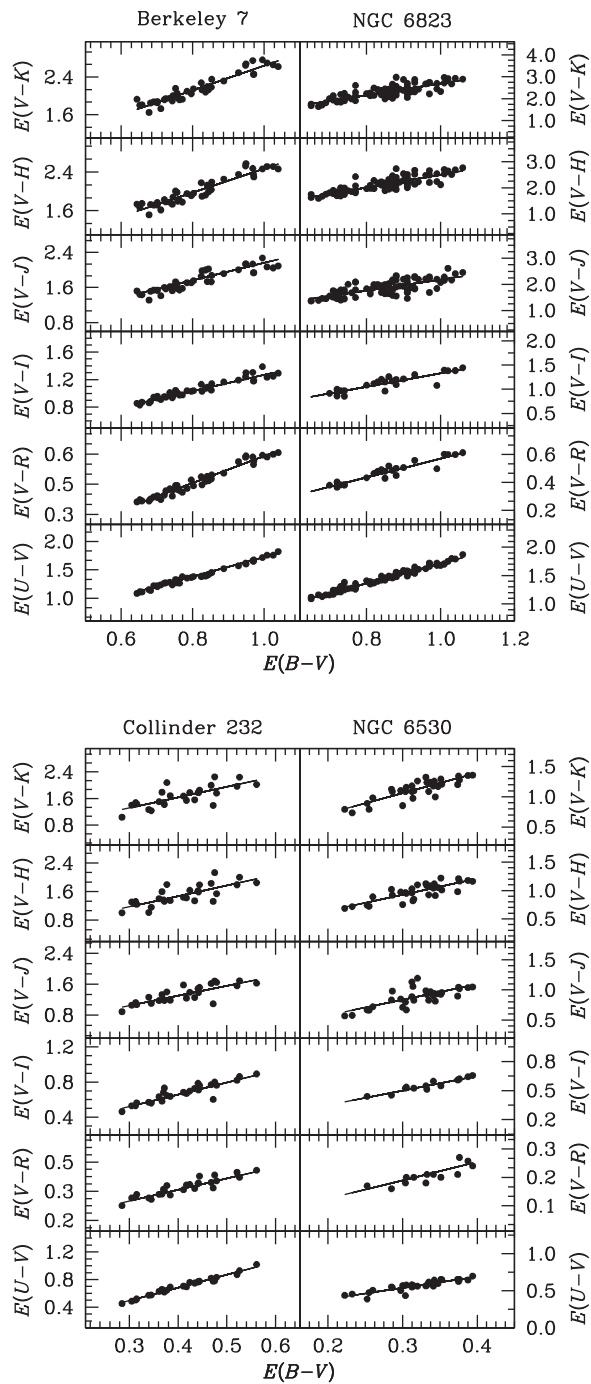 Berkeley 7 NGC 6823
E(V−K) 2.4 1.6 4.0 3.0 2.0 1.0 E(V−K)
E(V−H) 2.4 1.6 3.0 2.0 1.0 E(V−H)
E(V−J) 2.4 1.6 0.8 3.0 2.0 1.0 E(V−J)
E(V−I) 1.6 1.2 0.8 2.0 1.5 1.0 0.5 E(V−I)
E(V−R) 0.6 0.5 0.3 0.6 0.4 0.2 E(V−R)
E(U−V) 2.0 1.5 1.0 2.0 1.5 1.0 E(U−V)
0.6 0.8 1.0 0.8 1.0 1.2
E(B−V)
Collinder 232 NGC 6530
E(V−K) 2.4 1.6 0.8 1.5 1.0 0.5 E(V−K)
E(V−H) 2.4 1.6 0.8 1.5 1.0 0.5 E(V−H)
E(V−J) 2.4 1.6 0.8 1.5 1.0 0.5 E(V−J)
E(V−I) 1.2 0.8 0.4 0.8 0.5 0.2 E(V−I)
E(V−R) 0.5 0.3 0.2 0.3 0.2 0.1 E(V−R)
E(U−V) 1.2 0.8 0.4 1.0 0.5 0.0 E(U−V)
0.3 0.4 0.5 0.6 0.2 0.3 0.4
E(B−V)